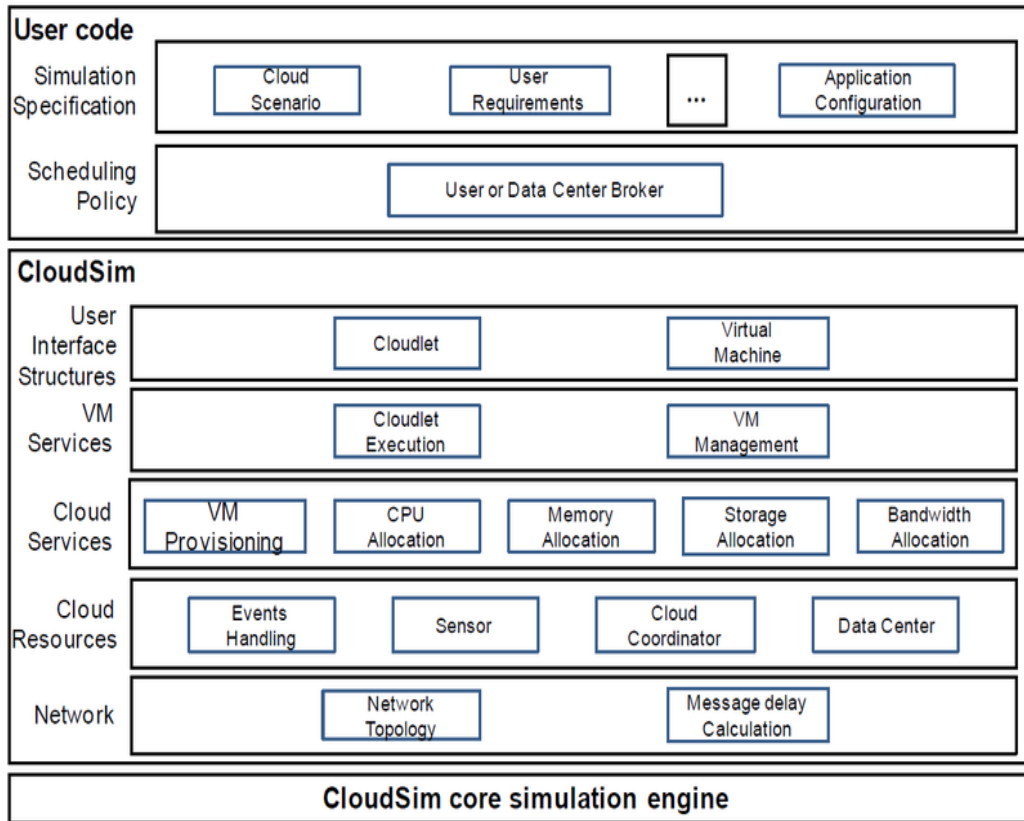 User code
Simulation
Specification
Cloud
Scenario
User
Requirements
...
Application
Configuration
Scheduling
Policy
User or Data Center Broker
CloudSim
User
Interface
Structures
Cloudlet
Virtual
Machine
VM
Services
Cloudlet
Execution
VM
Management
Cloud
Services
VM
Provisioning
CPU
Allocation
Memory
Allocation
Storage
Allocation
Bandwidth
Allocation
Cloud
Resources
Events
Handling
Sensor
Cloud
Coordinator
Data Center
Network
Network
Topology
Message delay
Calculation
CloudSim core simulation engine